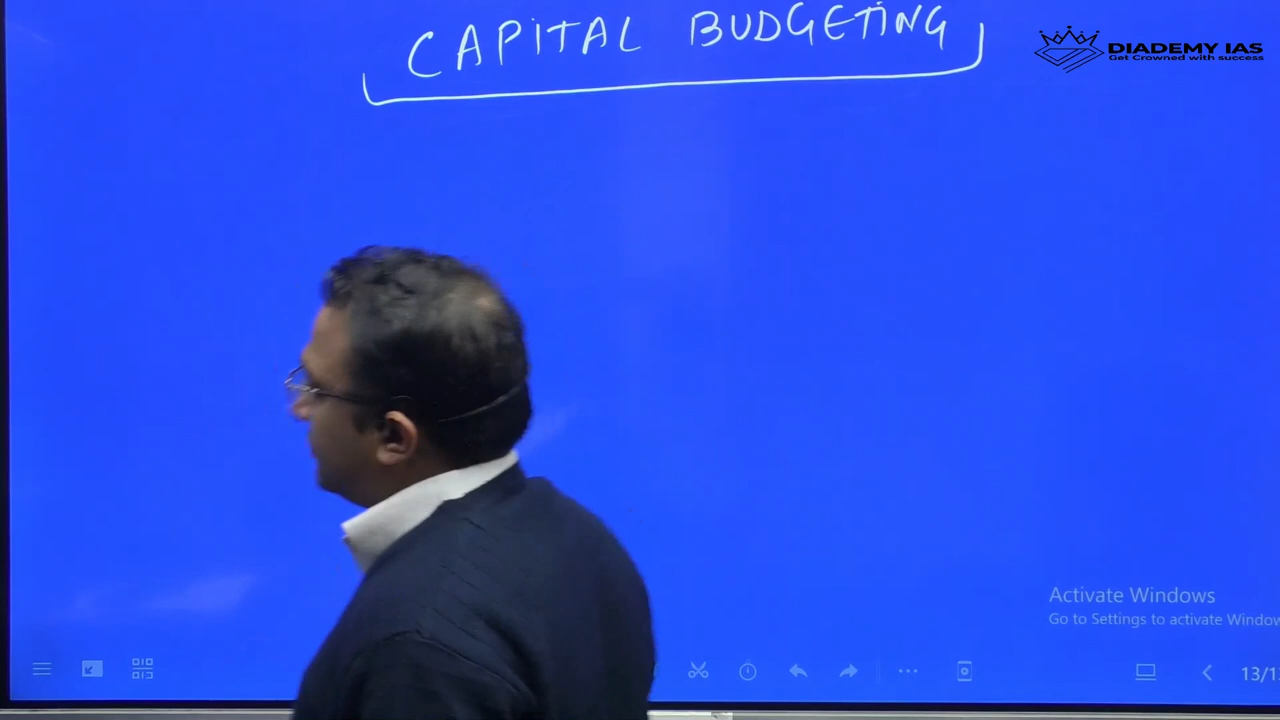 CAPITAL BUDGETING
DIADEMY IAS
Get Crowned with success
Activate Windows
Go to Settings to activate Window
13/1